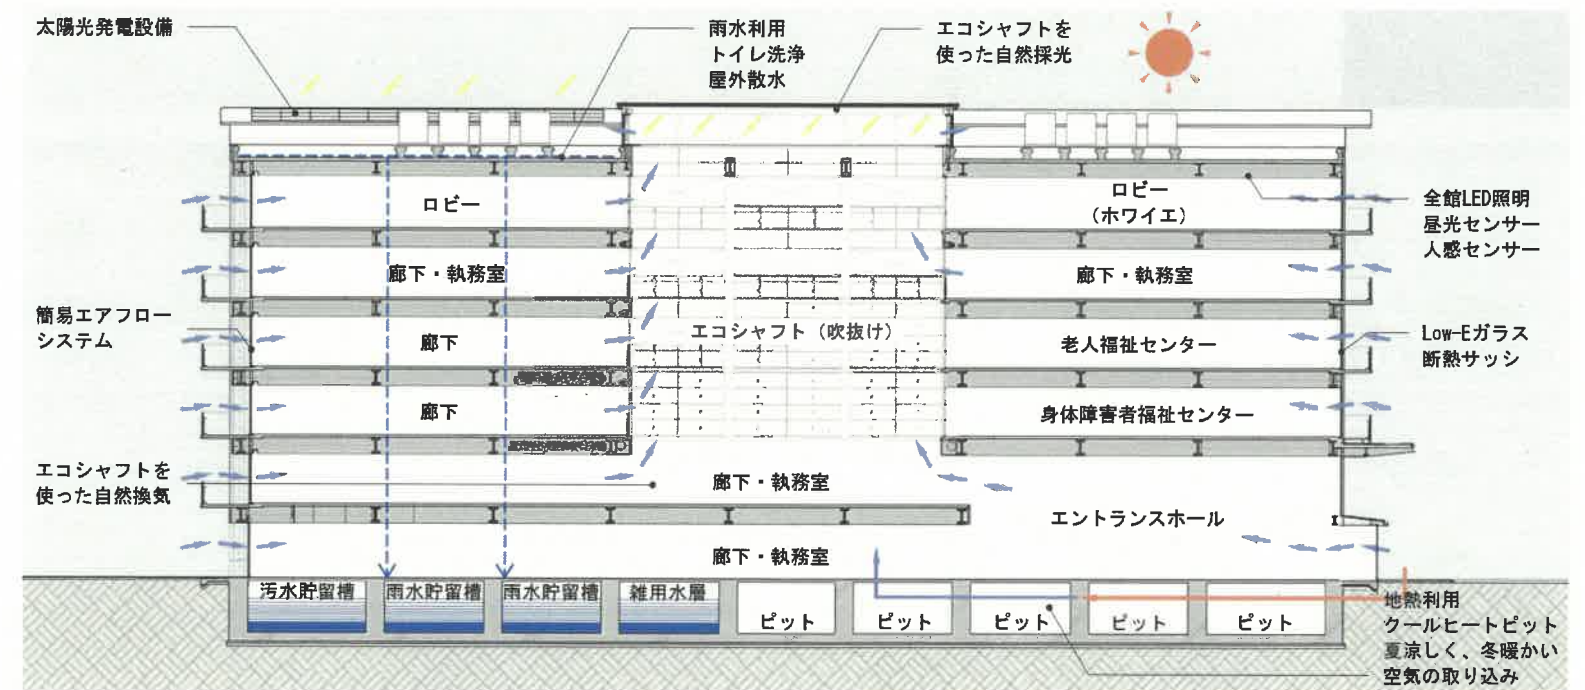 太陽光発電設備
雨水利用
トイレ洗浄
屋外散水
エコシャフトを
使った自然採光
ロビー
ロビー
（ホワイエ）
全館LED照明
昼光センサー
人感センサー
廊下・執務室
廊下・執務室
簡易エアフロー
システム
廊下
エコシャフト（吹抜け）
老人福祉センター
Low-Eガラス
断熱サッシ
廊下
身体障害者福祉センター
エコシャフトを
使った自然換気
廊下・執務室
エントランスホール
廊下・執務室
汚水貯留槽
雨水貯留槽
雨水貯留槽
雑用水層
ピット
ピット
ピット
ピット
ピット
地熱利用
クールヒートピット
夏涼しく、冬暖かい
空気の取り込み